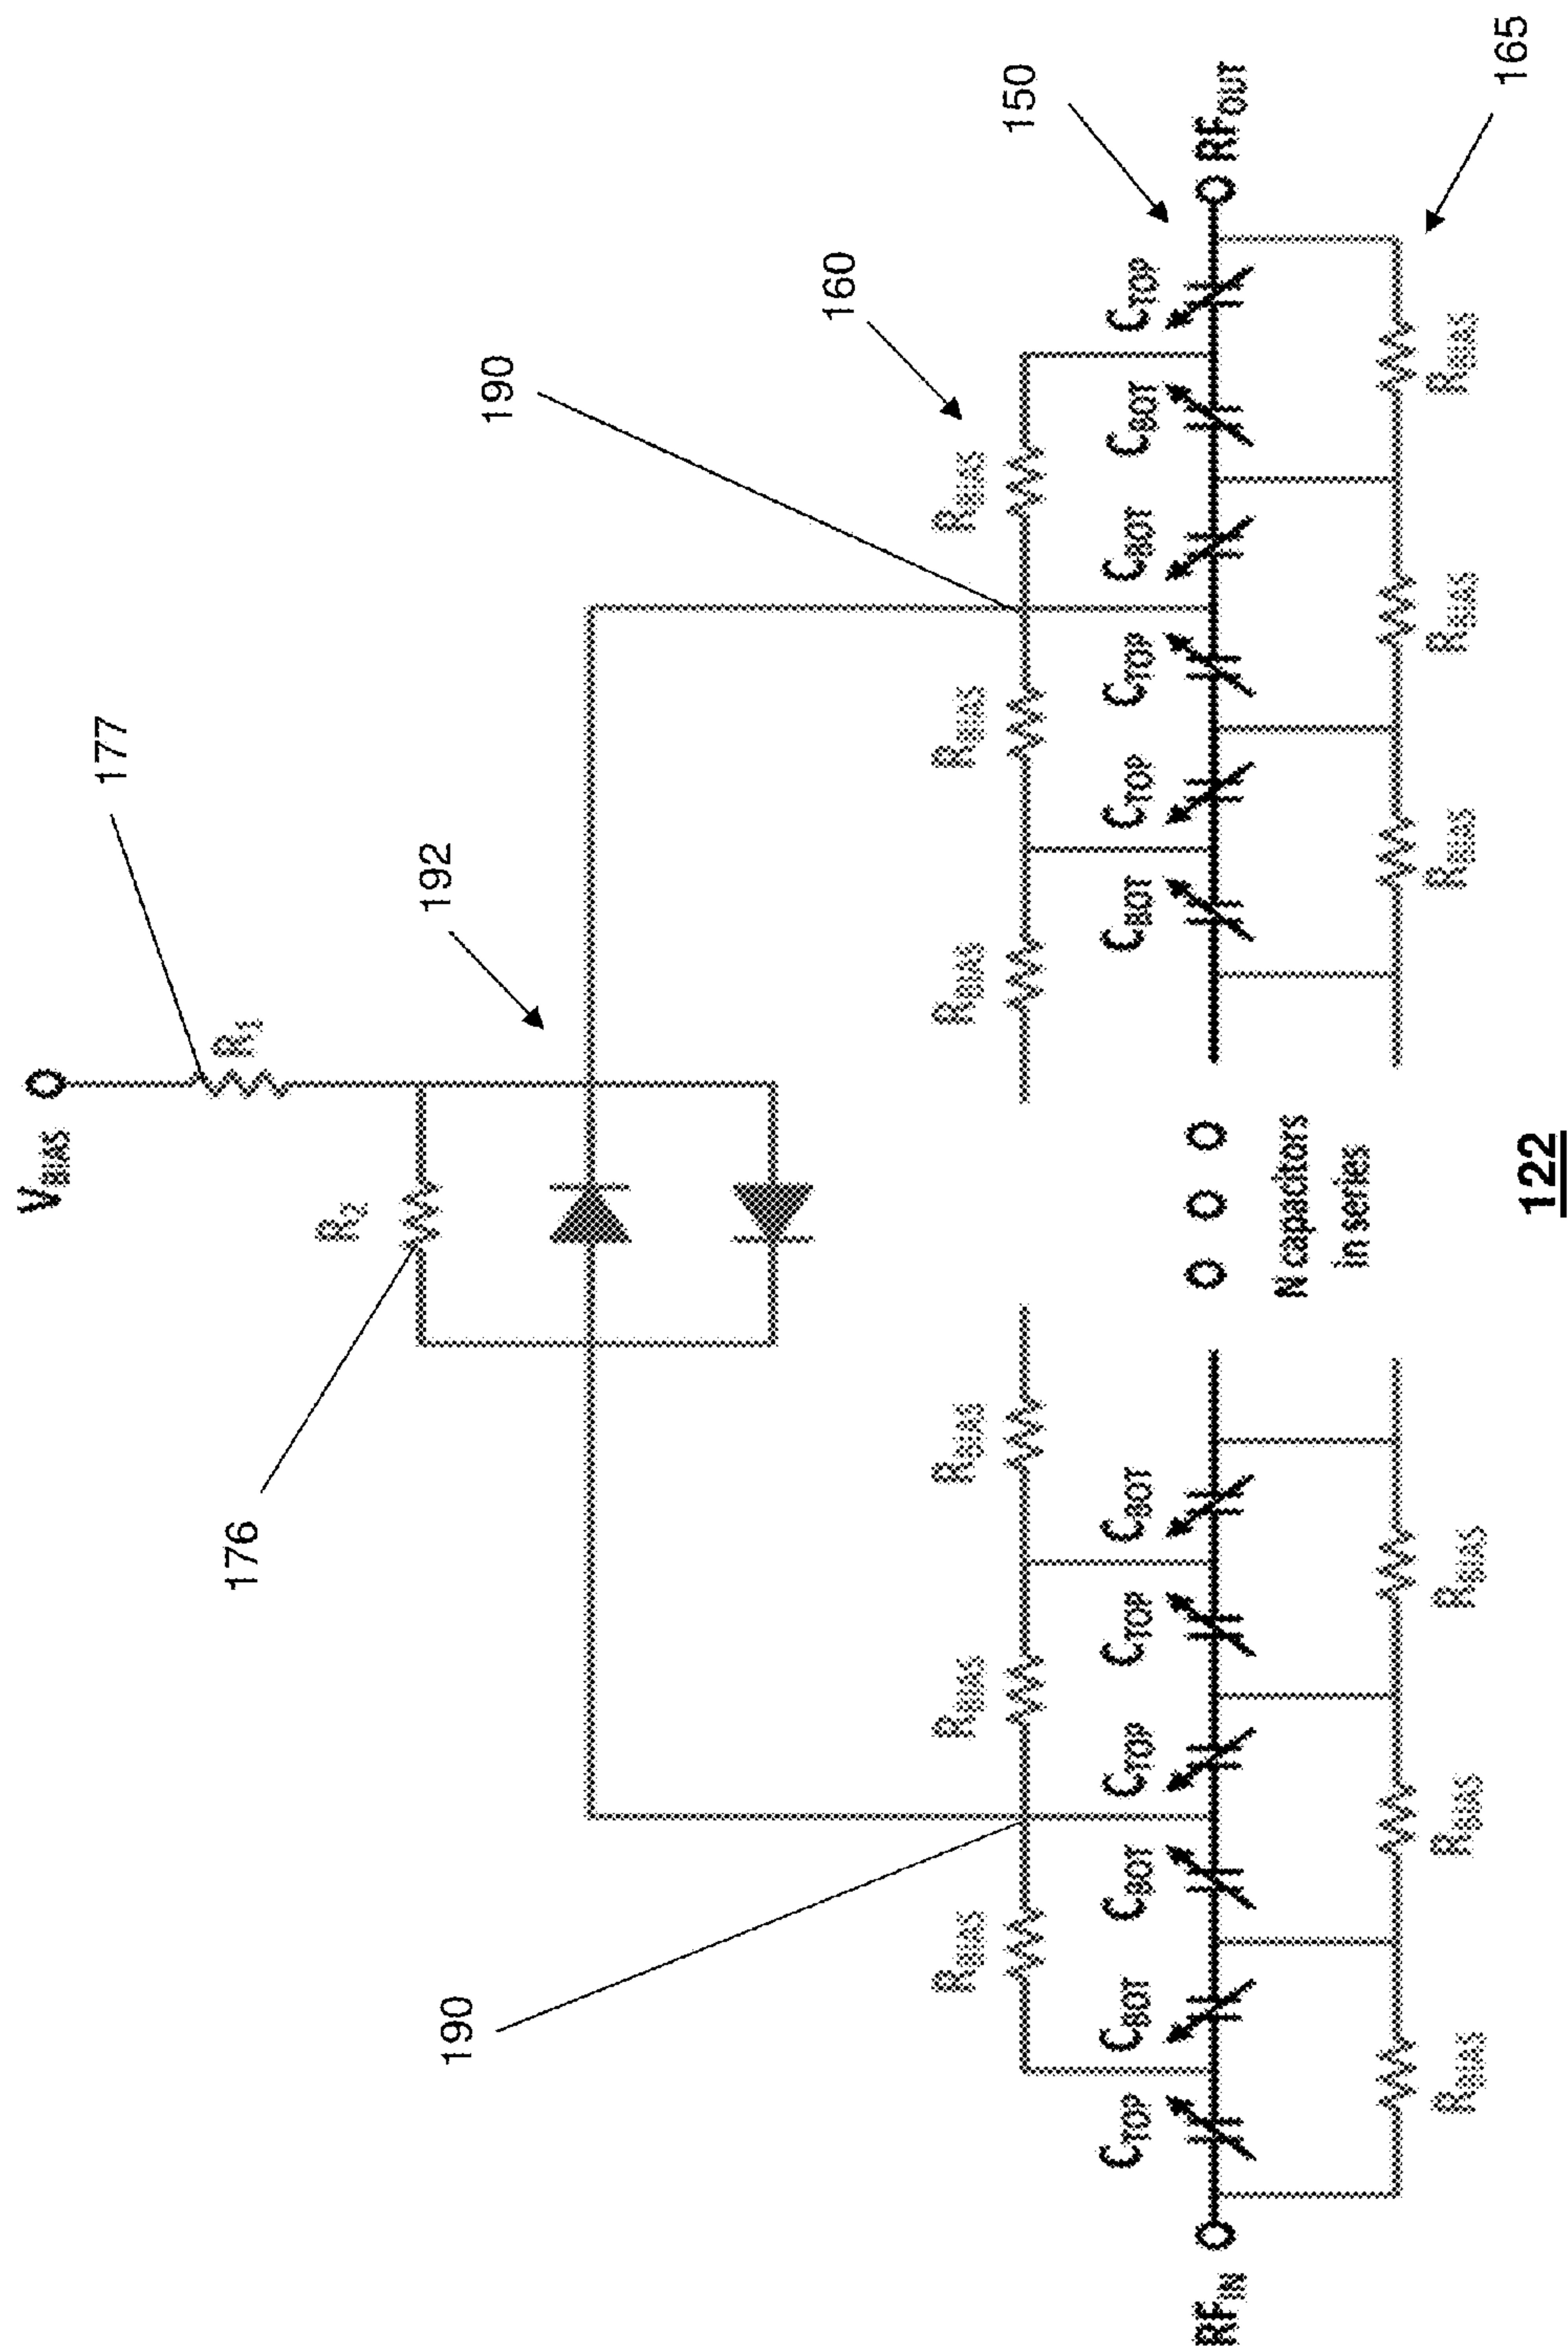 V_BIAS
177
R₁
R₂
192
176
190
190
160
150
R_BIAS
R_BIAS
R_BIAS
R_BIAS
R_BIAS
R_BIAS
C_TOP
C_BOT
C_BOT
C_TOP
C_TOP
C_BOT
C_BOT
C_TOP
C_TOP
C_BOT
C_BOT
C_TOP
RF_IN
RF_OUT
N capacitors
in series
R_BIAS
R_BIAS
R_BIAS
R_BIAS
R_BIAS
R_BIAS
165
122